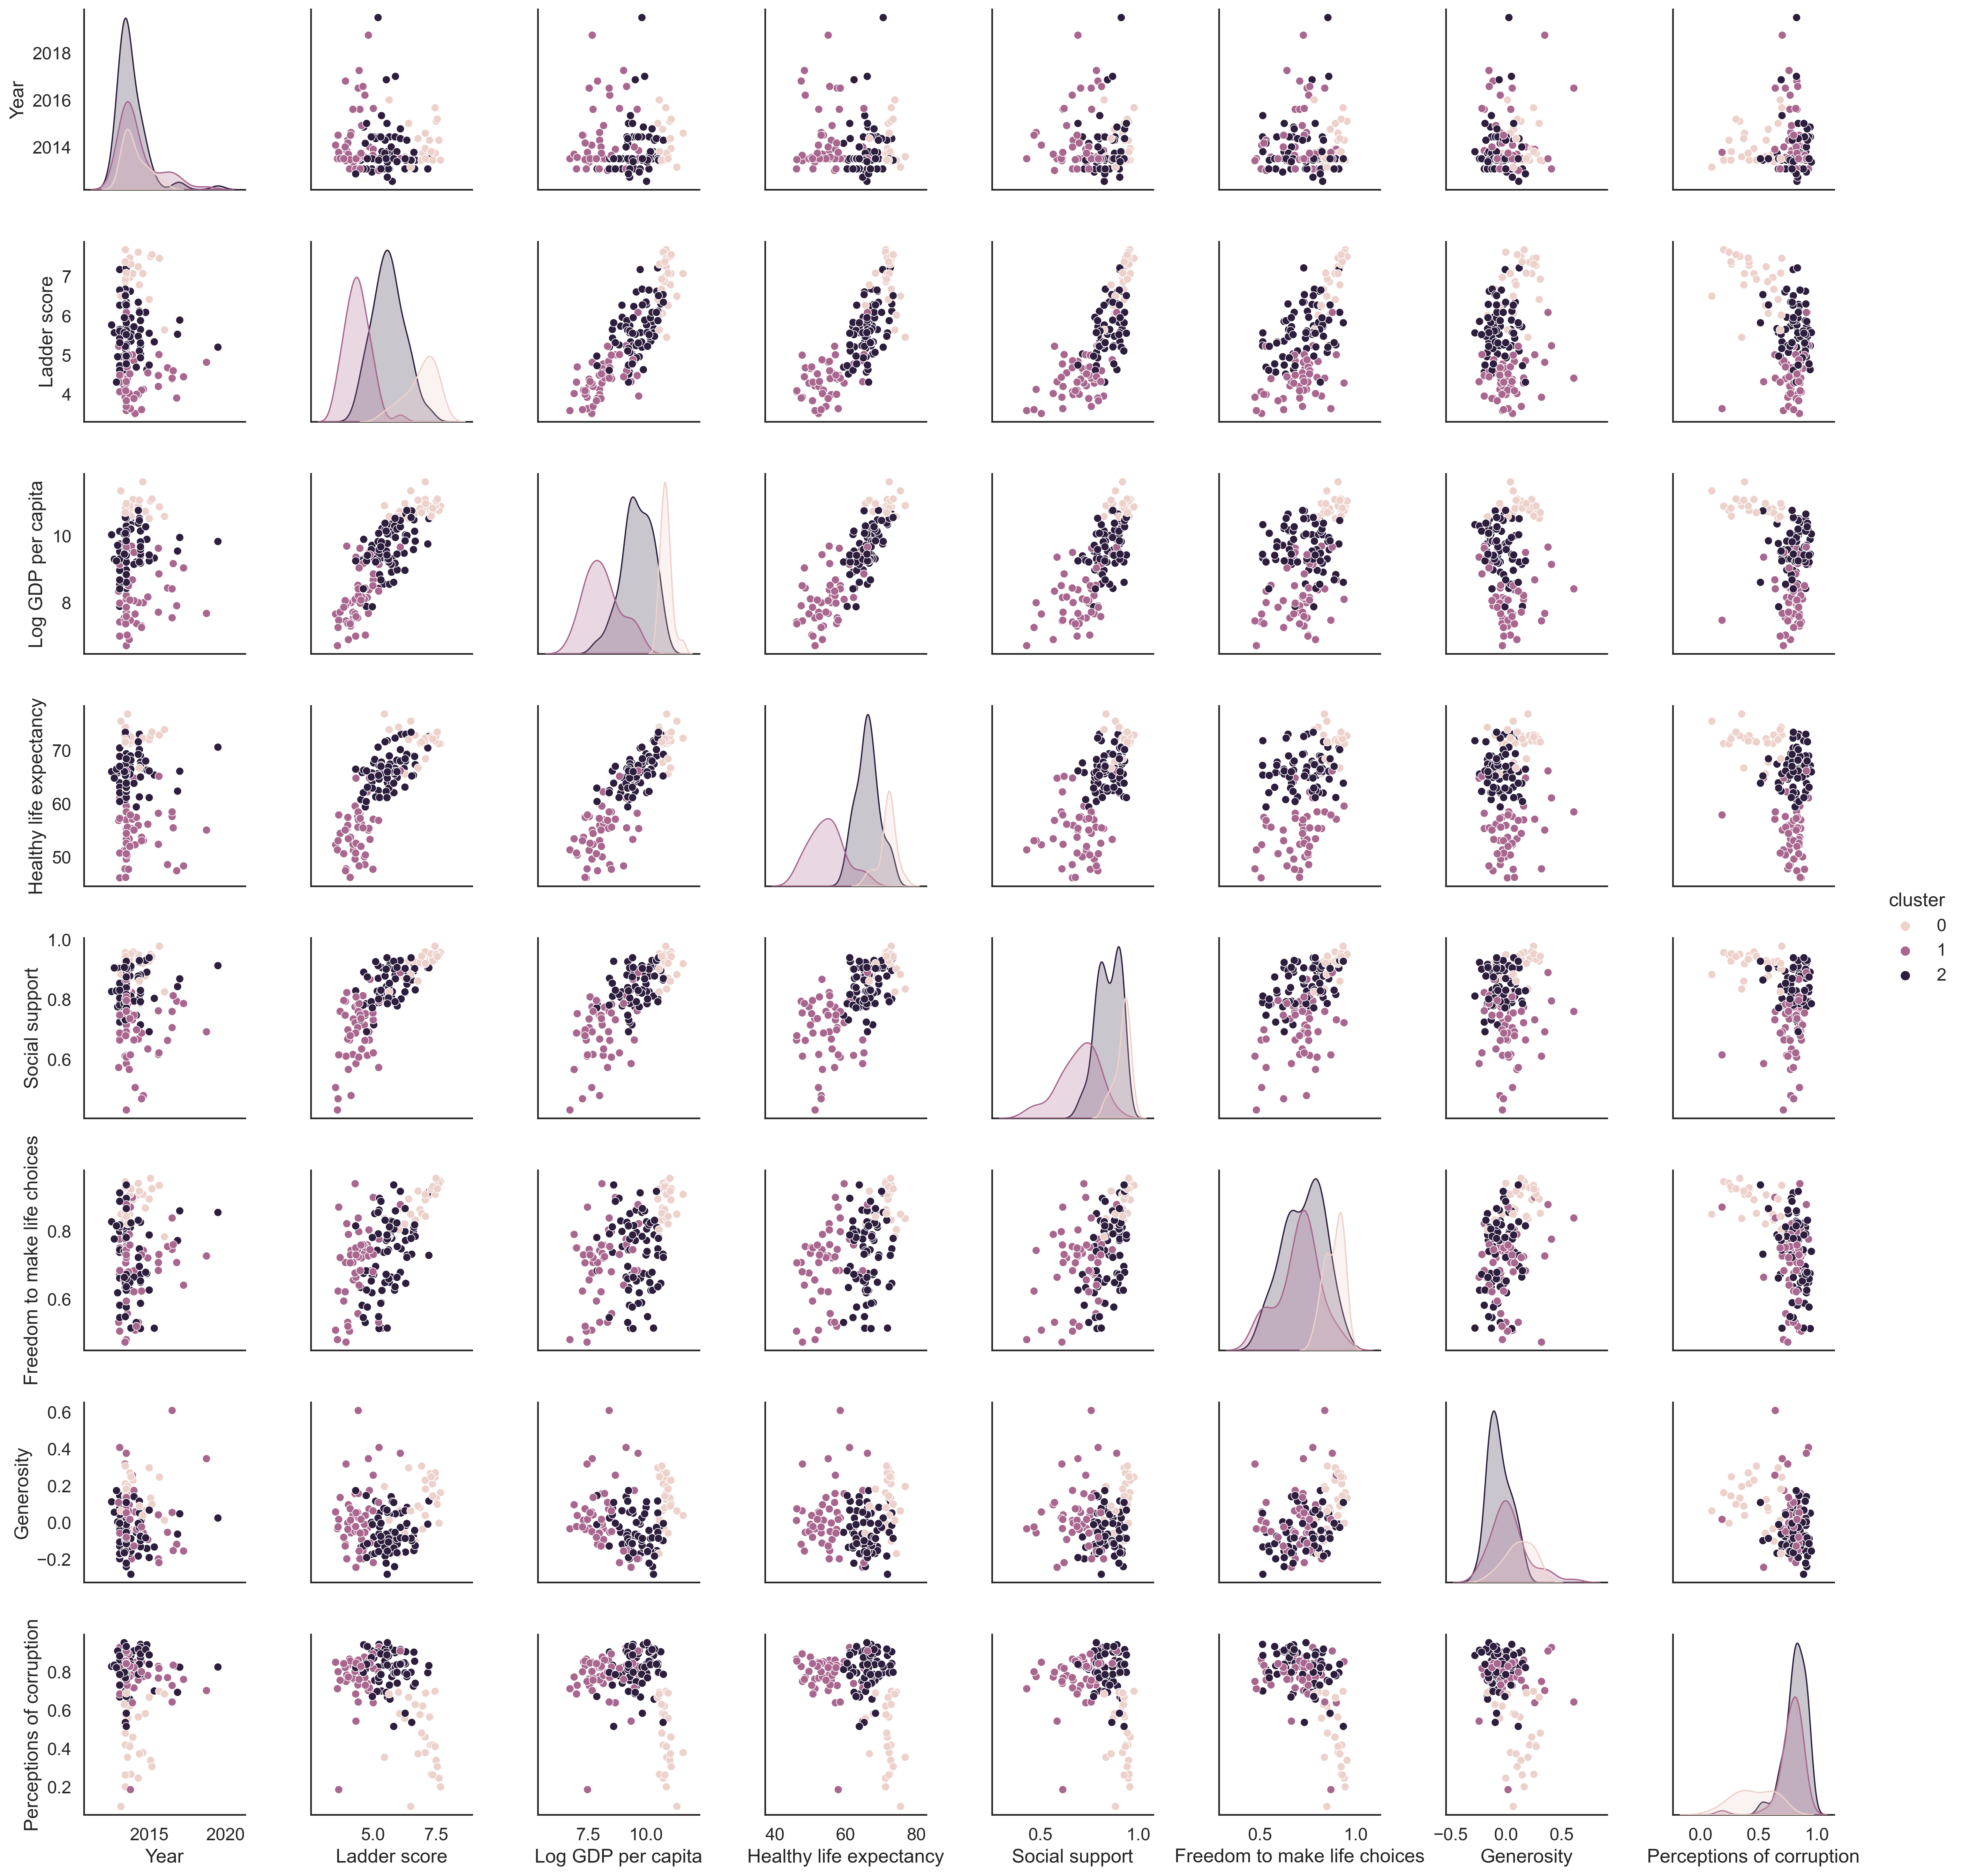 2018
2016
2014
Year
7
6
5
4
Ladder score
10
8
Log GDP per capita
70
60
50
Healthy life expectancy
1.0
0.8
0.6
Social support
0.8
0.6
Freedom to make life choices
0.6
0.4
0.2
0.0
−0.2
Generosity
0.8
0.6
0.4
0.2
Perceptions of corruption
2015 2020
Year
5.0 7.5
Ladder score
7.5 10.0
Log GDP per capita
40 60 80
Healthy life expectancy
0.5 1.0
Social support
0.5 1.0
Freedom to make life choices
−0.5 0.0 0.5
Generosity
0.0 0.5 1.0
Perceptions of corruption
cluster
0
1
2